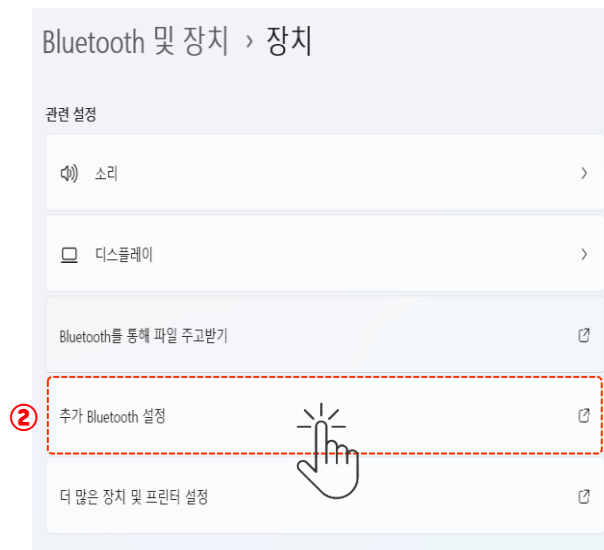 Bluetooth 및 장치 > 장치
관련 설정
소리
디스플레이
Bluetooth를 통해 파일 주고받기
② 추가 Bluetooth 설정
더 많은 장치 및 프린터 설정